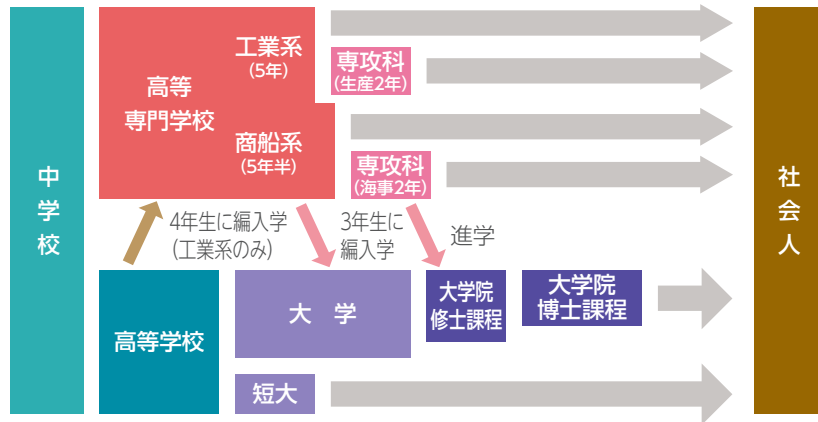 中学校
高等
専門学校
工業系
(5年)
専攻科
(生産2年)
商船系
(5年半)
専攻科
(海事2年)
4年生に編入学
(工業系のみ)
3年生に
編入学
進学
高等学校
大　学
大学院
修士課程
大学院
博士課程
短大
社会人